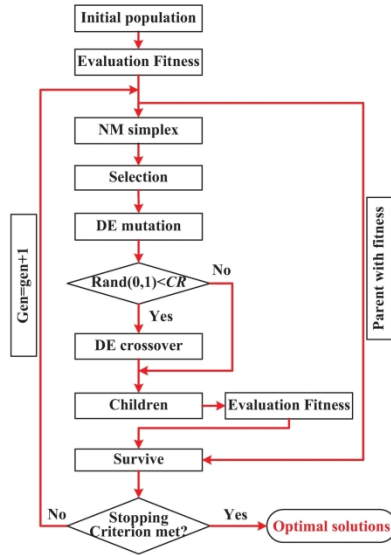 Initial population
Evaluation Fitness
NM simplex
Selection
DE mutation
Rand(0,1)<CR
No
Yes
DE crossover
Children
Evaluation Fitness
Survive
Stopping
Criterion met?
No
Yes
Optimal solutions
Gen=gen+1
Parent with fitness